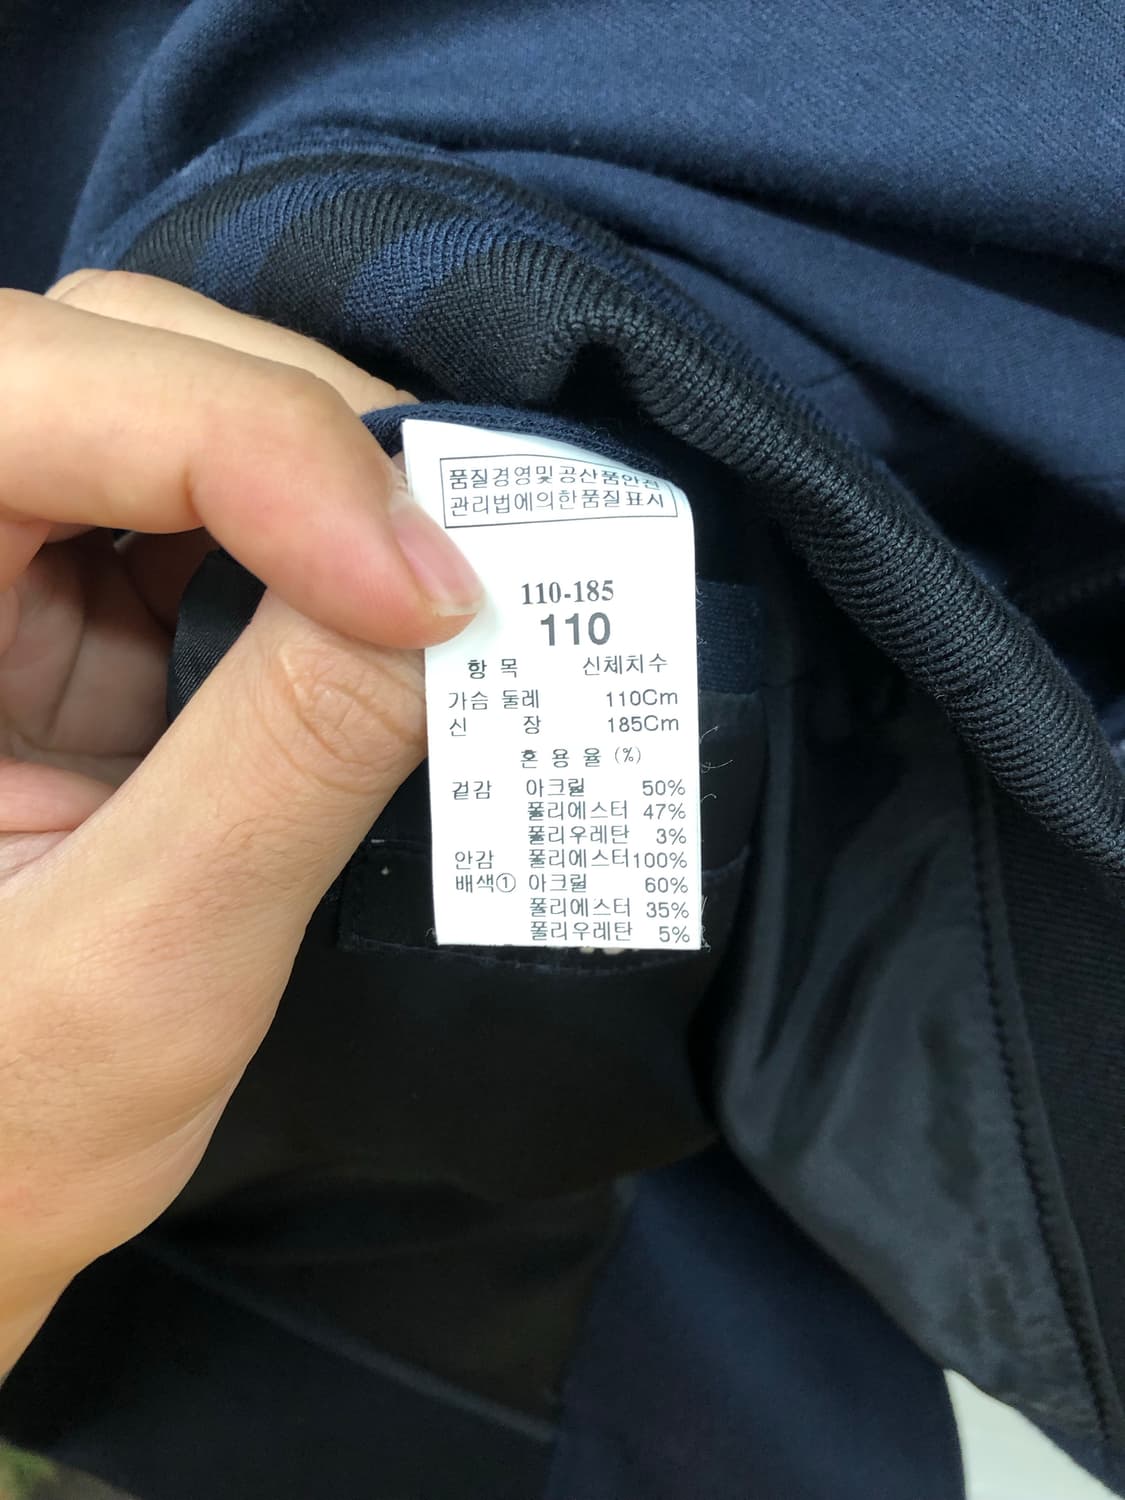 품질경영및공산품안전
관리법에의한품질표시
110-185
110
항 목 신체치수
가슴 둘레 110Cm
신 장 185Cm
혼 용 율 (%)
겉감 아크릴 50%
폴리에스터 47%
폴리우레탄 3%
안감 폴리에스터 100%
배색① 아크릴 60%
폴리에스터 35%
폴리우레탄 5%